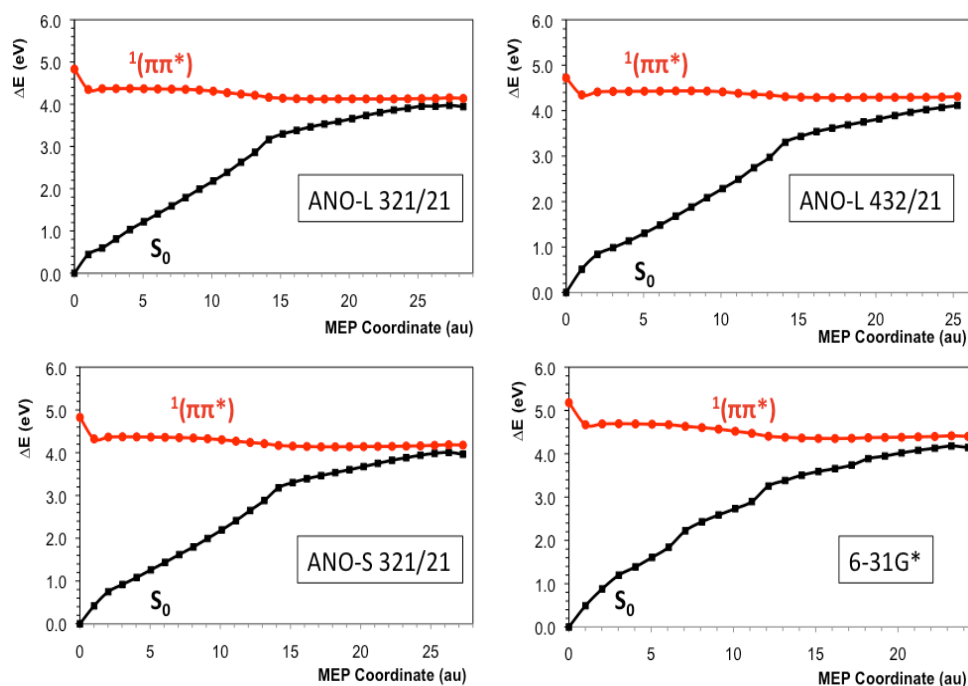 ΔE (eV)
6.0
5.0
4.0
3.0
2.0
1.0
0.0
¹(ππ*)
ANO-L 321/21
S₀
0 5 10 15 20 25
MEP Coordinate (au)
ΔE (eV)
6.0
5.0
4.0
3.0
2.0
1.0
0.0
¹(ππ*)
ANO-L 432/21
S₀
0 5 10 15 20 25
MEP Coordinate (au)
ΔE (eV)
6.0
5.0
4.0
3.0
2.0
1.0
0.0
¹(ππ*)
ANO-S 321/21
S₀
0 5 10 15 20 25
MEP Coordinate (au)
ΔE (eV)
6.0
5.0
4.0
3.0
2.0
1.0
0.0
¹(ππ*)
6-31G*
S₀
0 5 10 15 20
MEP Coordinate (au)